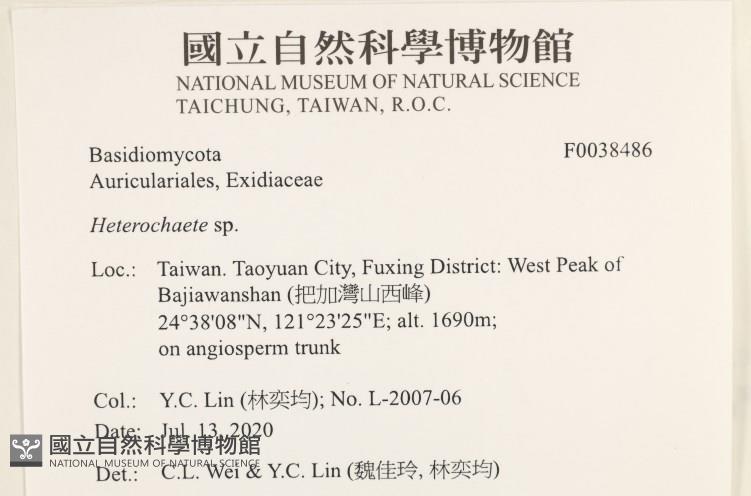 國立自然科學博物館
NATIONAL MUSEUM OF NATURAL SCIENCE
TAICHUNG, TAIWAN, R.O.C.
Basidiomycota F0038486
Auriculariales, Exidiaceae
Heterochaete sp.
Loc.: Taiwan. Taoyuan City, Fuxing District: West Peak of
Bajiawanshan (把加灣山西峰)
24°38'08"N, 121°23'25"E; alt. 1690m;
on angiosperm trunk
Col.: Y.C. Lin (林奕均); No. L-2007-06
Date: Jul. 13, 2020
國立自然科學博物館
NATIONAL MUSEUM OF NATURAL SCIENCE
Det.: C.L. Wei & Y.C. Lin (魏佳玲, 林奕均)